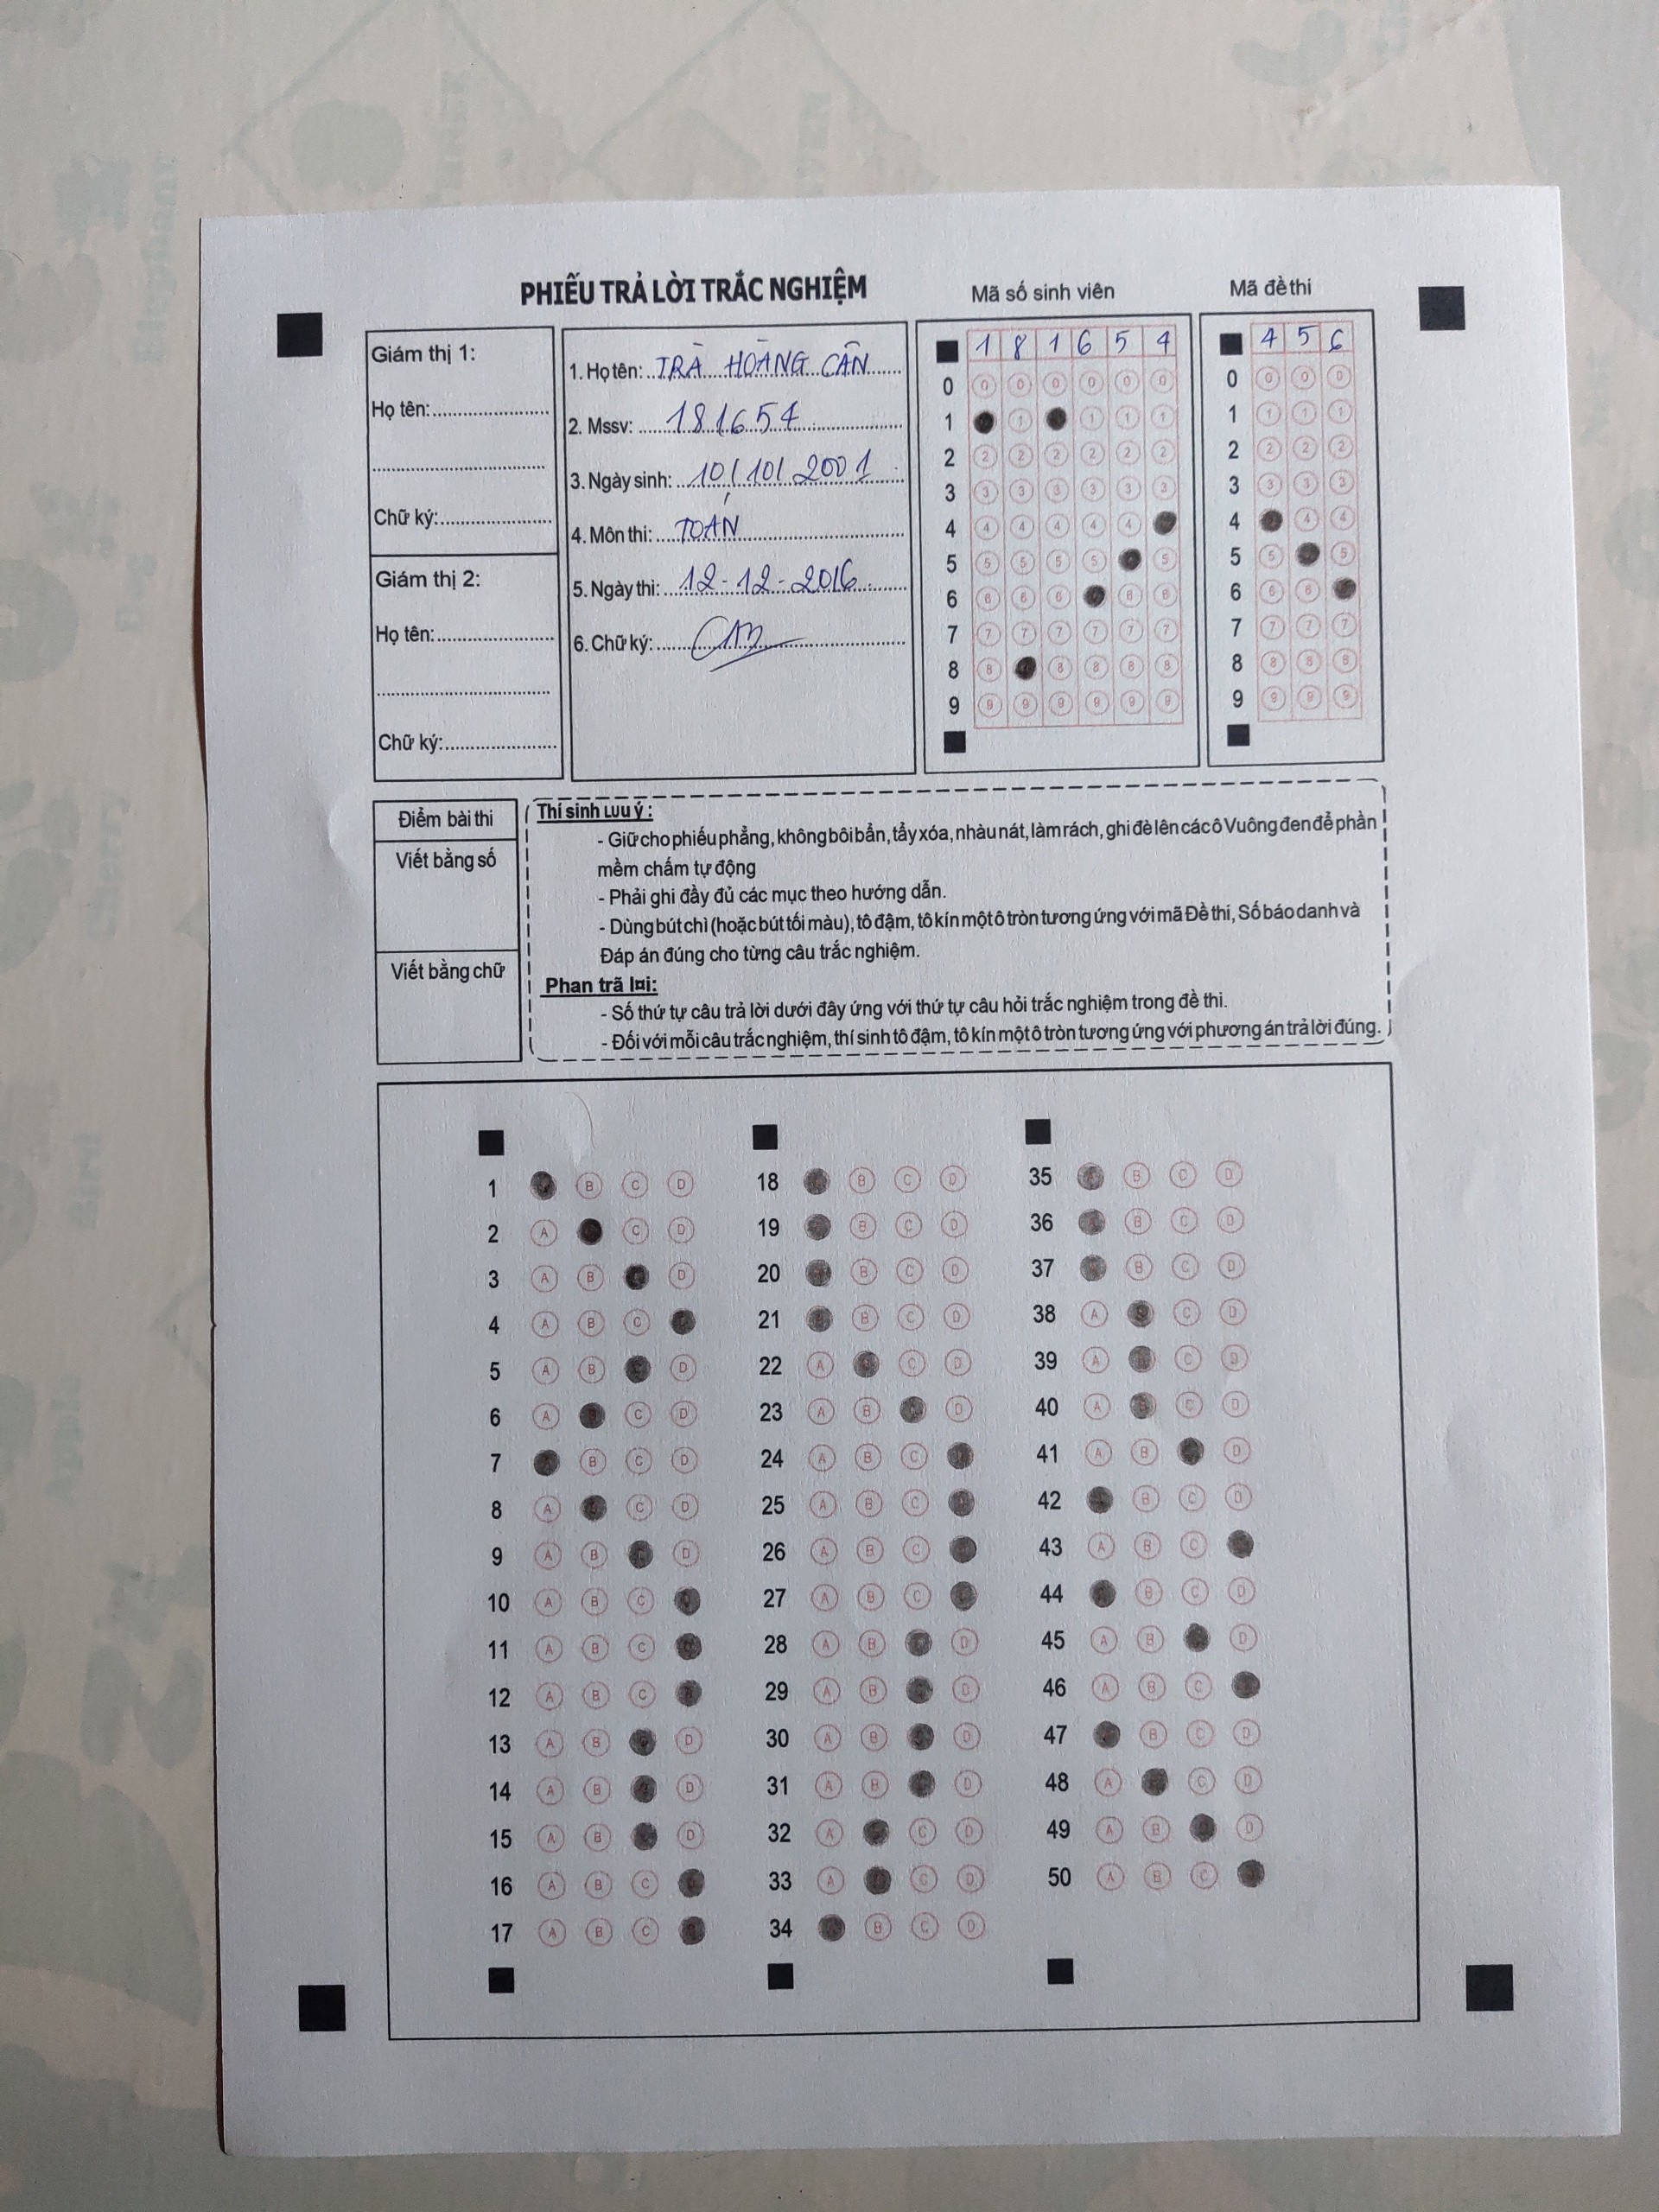 PHIẾU TRẢ LỜI TRẮC NGHIỆM
Giám thị 1:
Họ tên:
Chữ ký:
Giám thị 2:
Họ tên:
Chữ ký:
1. Họ tên: TRÀ HOÀNG CẦN
2. Mssv: 181654
3. Ngày sinh: 10/10/2001
4. Môn thi: TOÁN
5. Ngày thi: 12-12-2016
6. Chữ ký:
Mã số sinh viên
1 8 1 6 5 4
0 0 0 0 0 0 0
1 1 1 1 1
2 2 2 2 2 2 2
3 3 3 3 3 3 3
4 4 4 4 4 4
5 5 5 5 5 5
6 6 6 6 6 6
7 7 7 7 7 7 7
8 8 8 8 8 8
9 9 9 9 9 9 9
Mã đề thi
4 5 6
0 0 0 0
1 1 1 1
2 2 2 2
3 3 3 3
4 4 4
5 5 5
6 6 6
7 7 7 7
8 8 8 8
9 9 9 9
Điểm bài thi
Viết bằng số
Viết bằng chữ
Thí sinh LƯU ý :
- Giữ cho phiếu phẳng, không bôi bẩn, tẩy xóa, nhàu nát, làm rách, ghi đè lên các ô Vuông đen để phần
mềm chấm tự động
- Phải ghi đầy đủ các mục theo hướng dẫn.
- Dùng bút chì (hoặc bút tối màu), tô đậm, tô kín một ô tròn tương ứng với mã Đề thi, Số báo danh và
Đáp án đúng cho từng câu trắc nghiệm.
Phan trã l¤i:
- Số thứ tự câu trả lời dưới đây ứng với thứ tự câu hỏi trắc nghiệm trong đề thi.
- Đối với mỗi câu trắc nghiệm, thí sinh tô đậm, tô kín một ô tròn tương ứng với phương án trả lời đúng.
1 B C D
2 A C D
3 A B D
4 A B C
5 A B D
6 A C D
7 B C D
8 A C D
9 A B D
10 A B C
11 A B C
12 A B C
13 A B D
14 A B D
15 A B D
16 A B C
17 A B C
18 B C D
19 B C D
20 B C D
21 B C D
22 A C D
23 A B D
24 A B C
25 A B C
26 A B C
27 A B C
28 A B D
29 A B D
30 A B D
31 A B D
32 A C D
33 A C D
34 B C D
35 B C D
36 B C D
37 B C D
38 A C D
39 A C D
40 A C D
41 A B D
42 B C D
43 A B C
44 B C D
45 A B D
46 A B C
47 B C D
48 A C D
49 A B D
50 A B C